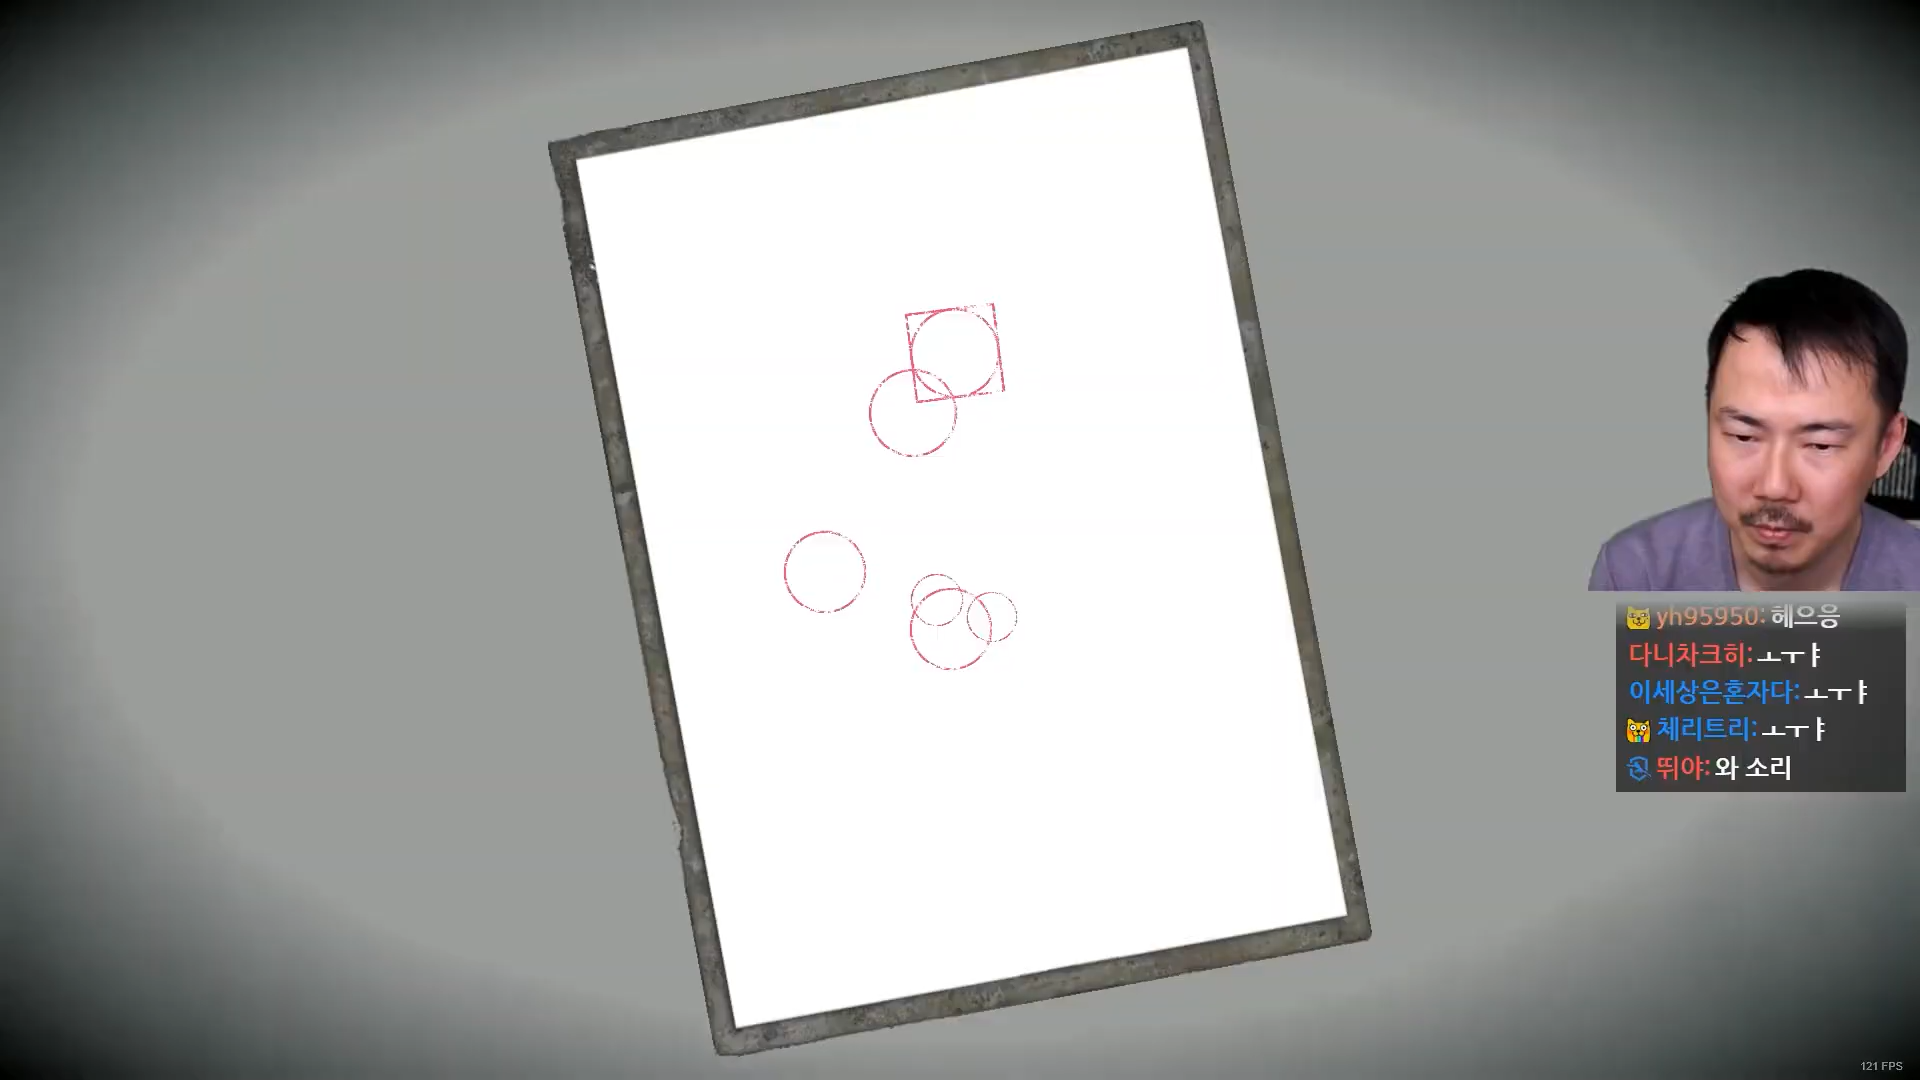 yh95950: 헤으응
다니차크히: ㅗㅜㅑ
이세상은혼자다: ㅗㅜㅑ
체리트리: ㅗㅜㅑ
뛰야: 와 소리
121 FPS